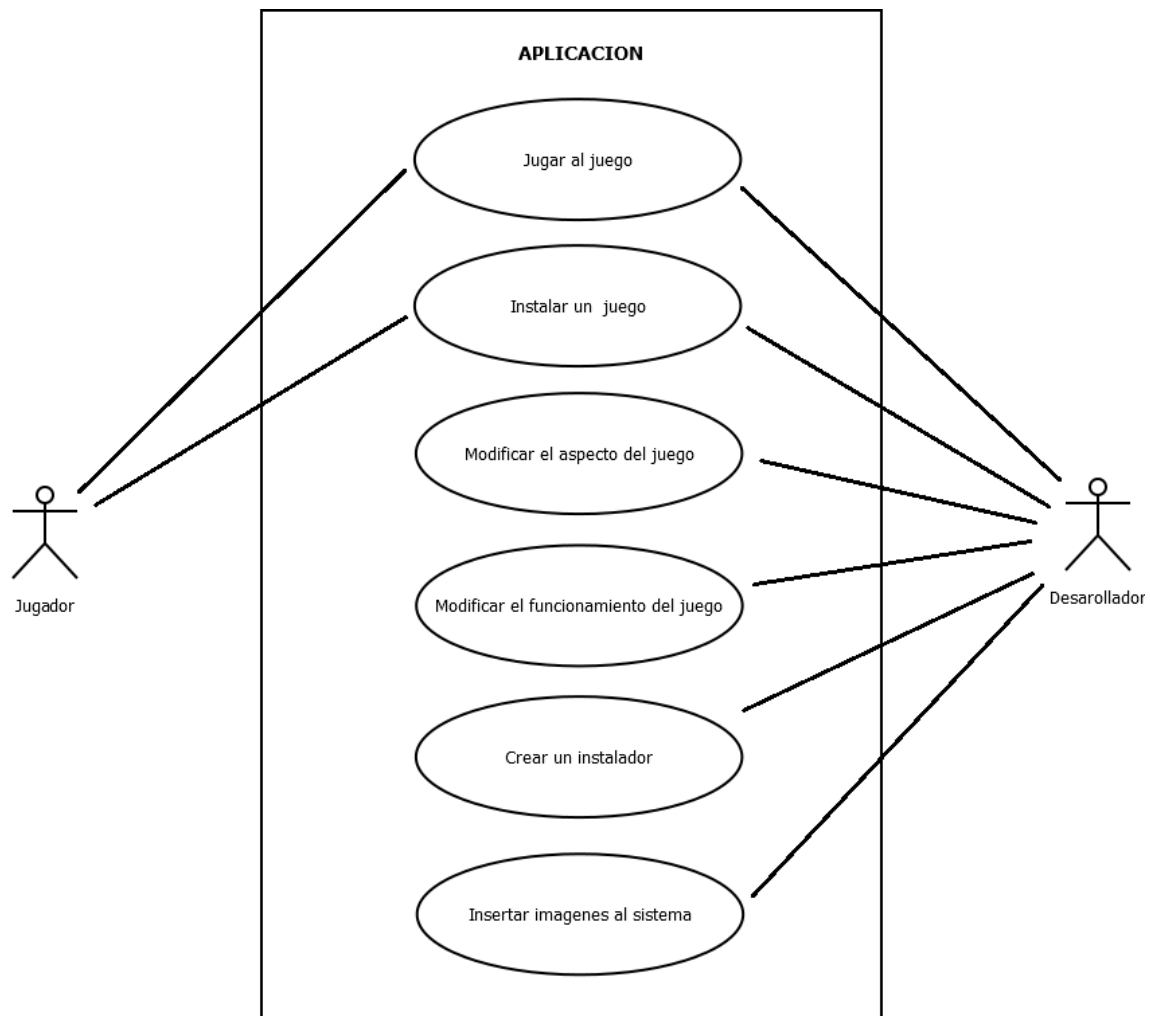 APLICACION
Jugar al juego
Instalar un juego
Modificar el aspecto del juego
Jugador
Modificar el funcionamiento del juego
Desarollador
Crear un instalador
Insertar imagenes al sistema